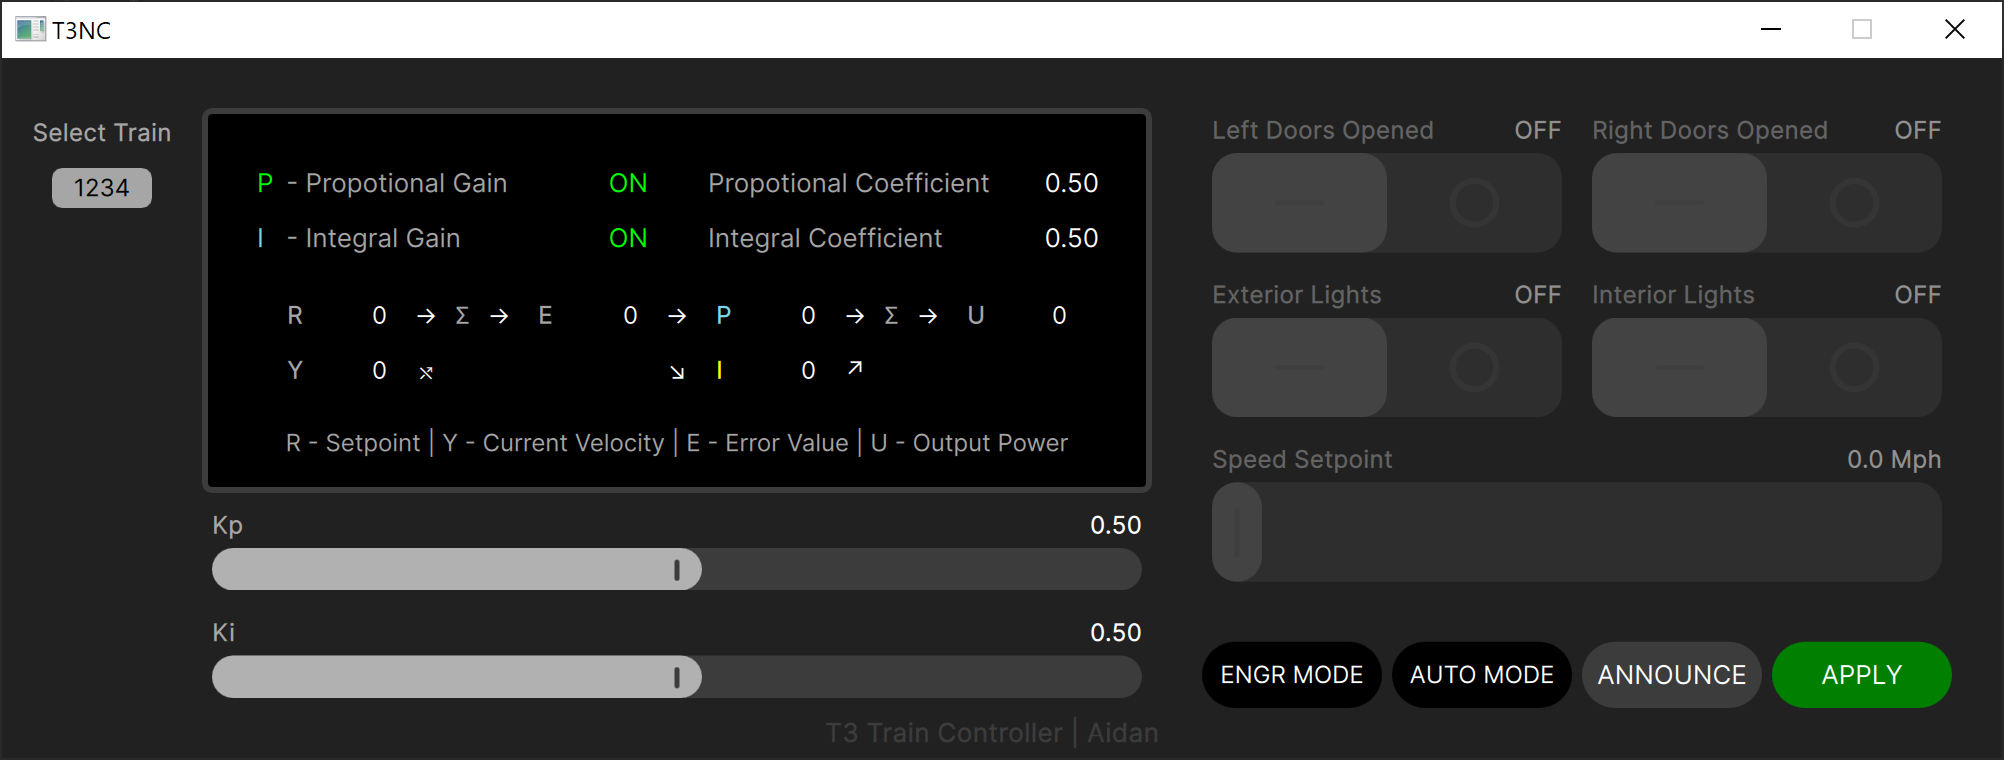 T3NC
Select Train
1234
P - Propotional Gain ON Propotional Coefficient 0.50
I - Integral Gain ON Integral Coefficient 0.50
R 0 → Σ → E 0 → P 0 → Σ → U 0
Y 0 ⤱ ↘ I 0 ↗
R - Setpoint | Y - Current Velocity | E - Error Value | U - Output Power
Kp 0.50
Ki 0.50
Left Doors Opened OFF
Right Doors Opened OFF
Exterior Lights OFF
Interior Lights OFF
Speed Setpoint 0.0 Mph
ENGR MODE
AUTO MODE
ANNOUNCE
APPLY
T3 Train Controller | Aidan